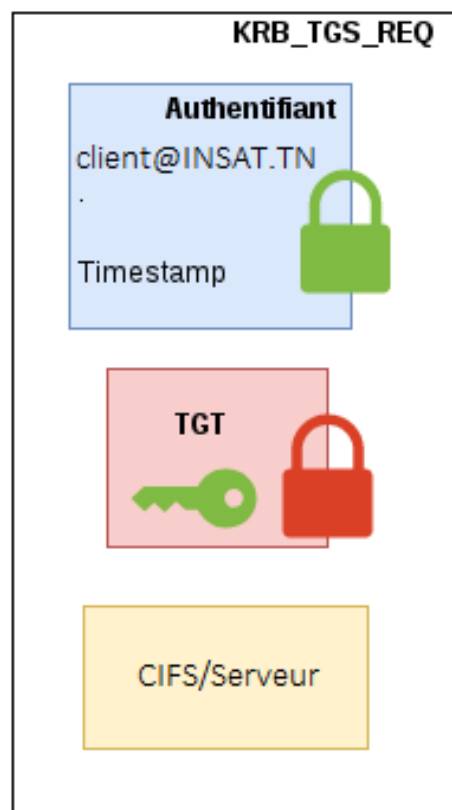 KRB_TGS_REQ
Authentifiant
client@INSAT.TN
.
Timestamp
TGT
CIFS/Serveur